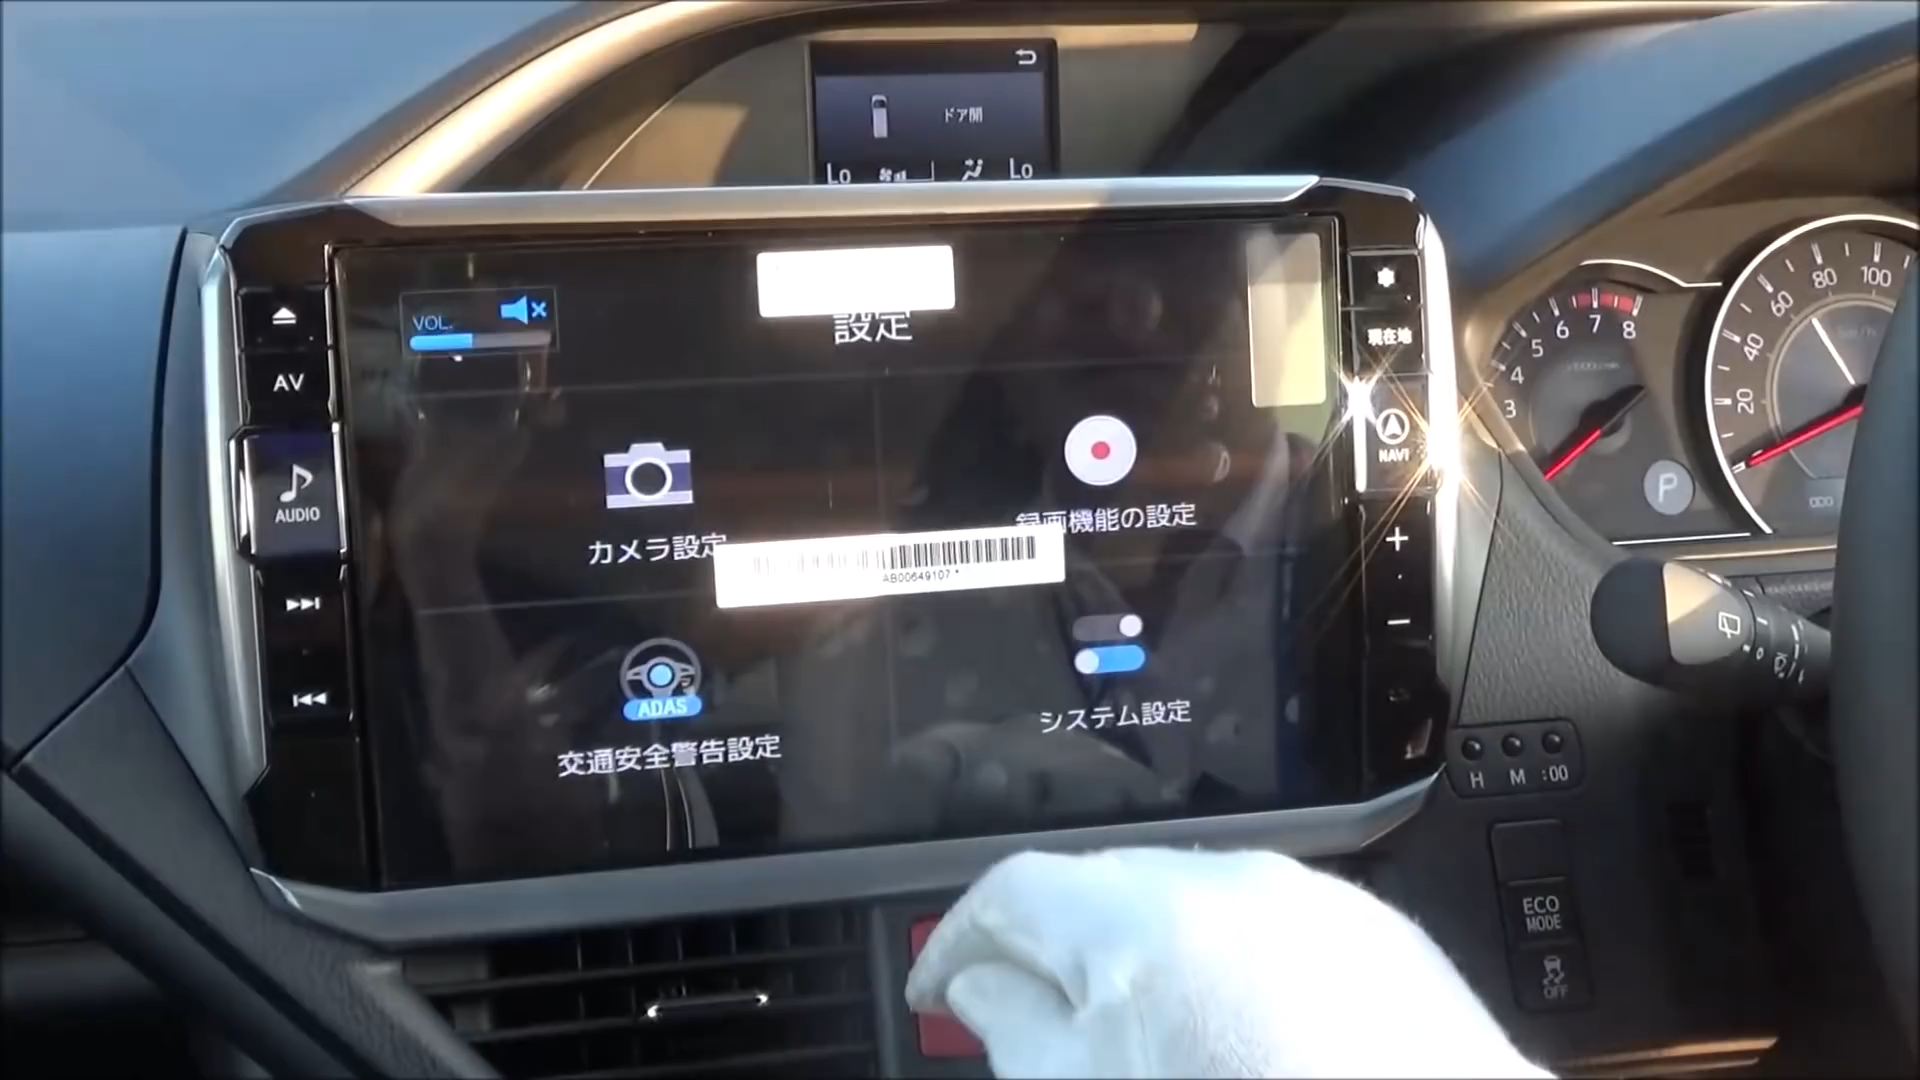 ドア開
Lo
Lo
VOL.
設定
AV
AUDIO
カメラ設定
録画機能の設定
AB00649107
ADAS
交通安全警告設定
システム設定
現在地
NAVI
+
-
3
4
5
6
7
8
P
20
40
60
80
100
ODO
H
M
:00
ECO
MODE
OFF